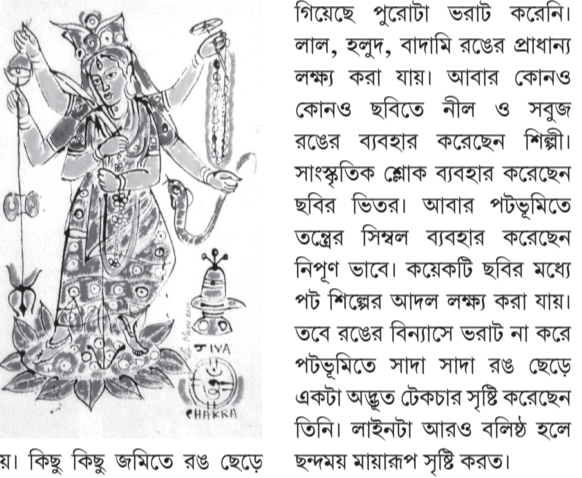 JIVA
CHAKRA
য়। কিছু কিছু জমিতে রঙ ছেড়ে
গিয়েছে পুরোটা ভরাট করেনি।
লাল, হলুদ, বাদামি রঙের প্রাধান্য
লক্ষ্য করা যায়। আবার কোনও
কোনও ছবিতে নীল ও সবুজ
রঙের ব্যবহার করেছেন শিল্পী।
সাংস্কৃতিক শ্লোক ব্যবহার করেছেন
ছবির ভিতর। আবার পটভূমিতে
তন্ত্রের সিম্বল ব্যবহার করেছেন
নিপূণ ভাবে। কয়েকটি ছবির মধ্যে
পট শিল্পের আদল লক্ষ্য করা যায়।
তবে রঙের বিন্যাসে ভরাট না করে
পটভূমিতে সাদা সাদা রঙ ছেড়ে
একটা অদ্ভূত টেকচার সৃষ্টি করেছেন
তিনি। লাইনটা আরও বলিষ্ঠ হলে
ছন্দময় মায়ারূপ সৃষ্টি করত।